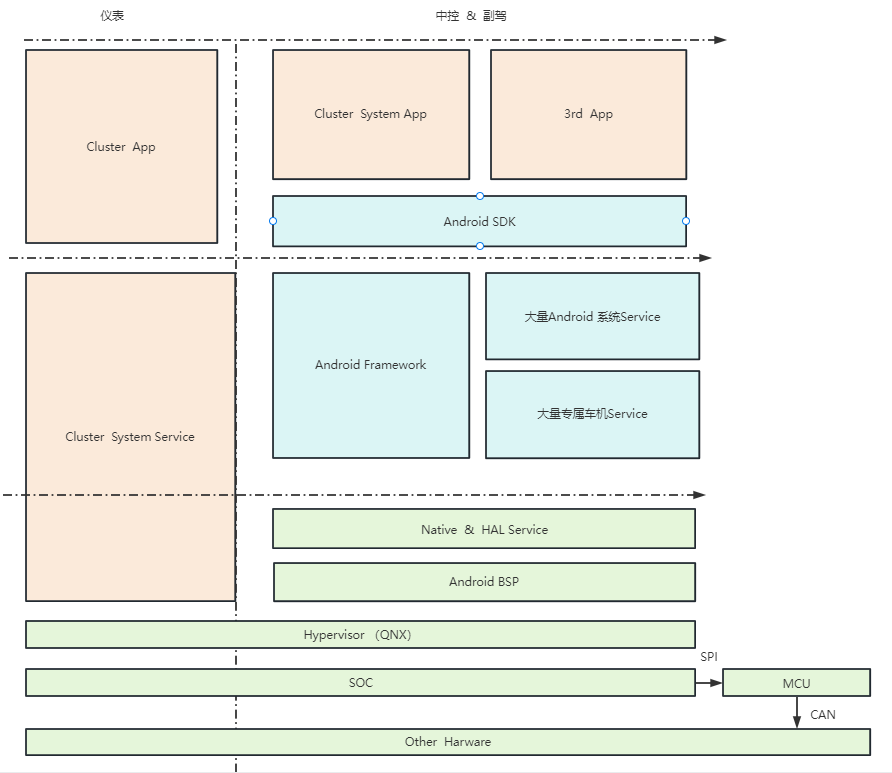 仪表
中控 & 副驾
Cluster App
Cluster System App
3rd App
Android SDK
Cluster System Service
Android Framework
大量Android 系统Service
大量专属车机Service
Native & HAL Service
Android BSP
Hypervisor （QNX）
SPI
SOC
MCU
CAN
Other Harware